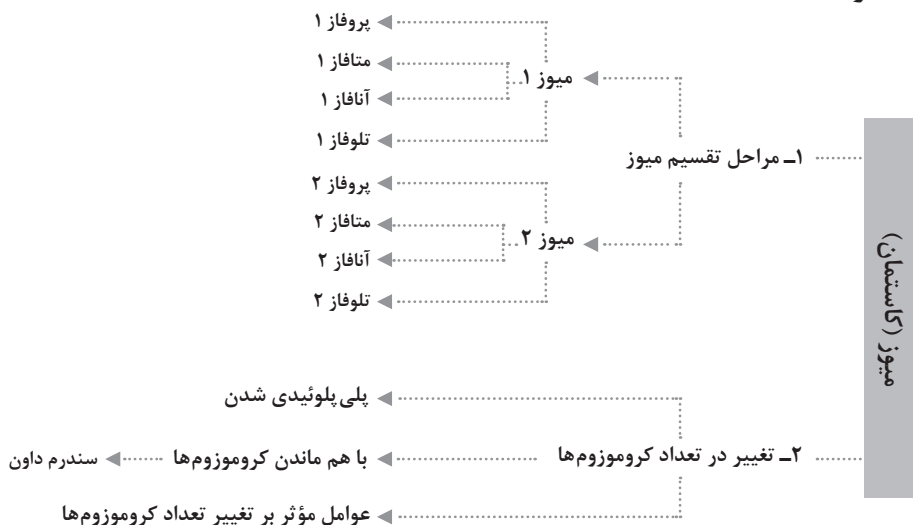 میوز (کاستمان)
۱ـ مراحل تقسیم میوز
میوز ۱
پروفاز ۱
متافاز ۱
آنافاز ۱
تلوفاز ۱
میوز ۲
پروفاز ۲
متافاز ۲
آنافاز ۲
تلوفاز ۲
۲ـ تغییر در تعداد کروموزوم‌ها
پلی‌پلوئیدی شدن
با هم ماندن کروموزوم‌ها
سندرم داون
عوامل مؤثر بر تغییر تعداد کروموزوم‌ها